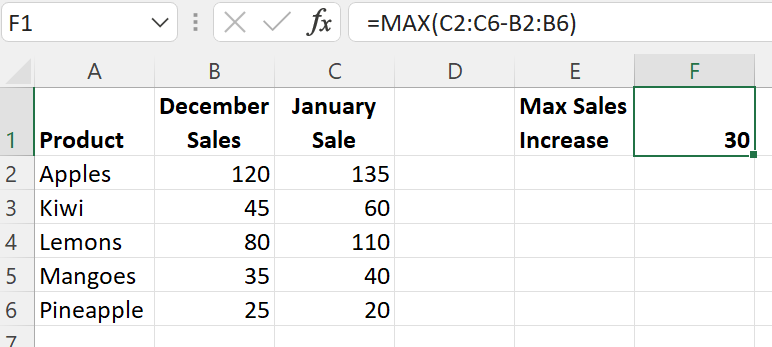 F1 fx =MAX(C2:C6-B2:B6)
A B C D E F
December January Max Sales
1 Product Sales Sale Increase 30
2 Apples 120 135
3 Kiwi 45 60
4 Lemons 80 110
5 Mangoes 35 40
6 Pineapple 25 20
7